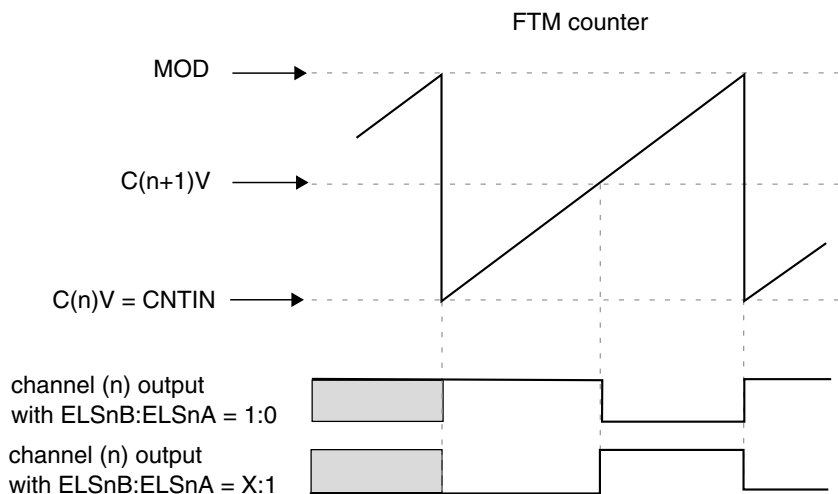 FTM counter
MOD
C(n+1)V
C(n)V = CNTIN
channel (n) output
with ELSnB:ELSnA = 1:0
channel (n) output
with ELSnB:ELSnA = X:1